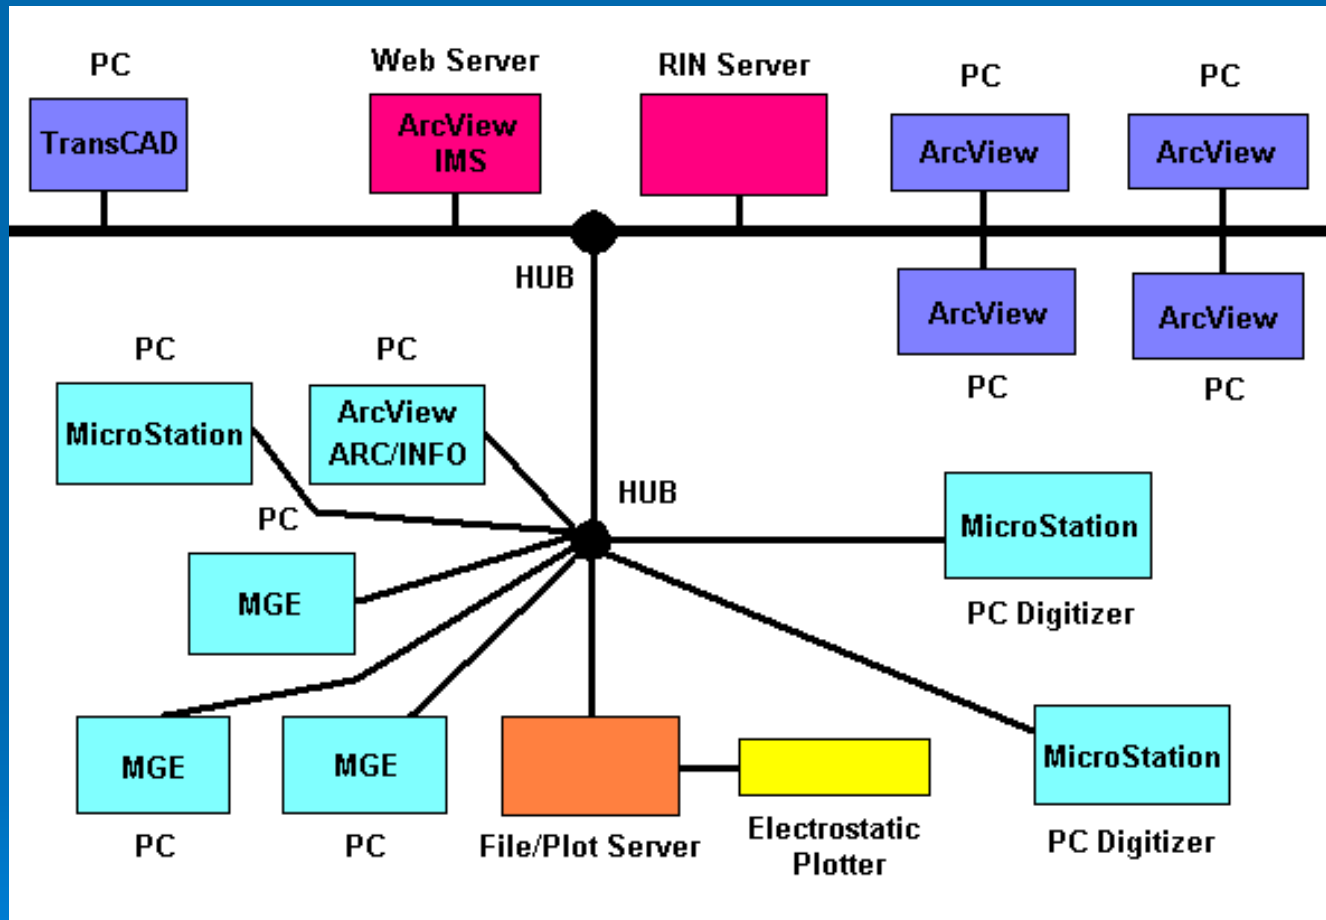 PC
Web Server
RIN Server
PC
PC
TransCAD
ArcView
IMS
ArcView
ArcView
HUB
ArcView
ArcView
PC
PC
PC
PC
MicroStation
ArcView
ARC/INFO
HUB
PC
MicroStation
MGE
PC Digitizer
MGE
MGE
MicroStation
PC
PC
File/Plot Server
Electrostatic
Plotter
PC Digitizer